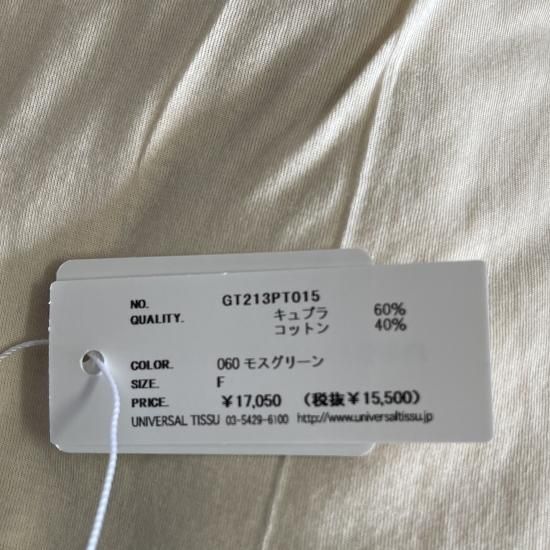 NO. GT213PT015
QUALITY. キュプラ 60%
コットン 40%
COLOR. 060 モスグリーン
SIZE. F
PRICE. ¥17,050 (税抜¥15,500)
UNIVERSAL TISSU 03-5429-6100 http://www.universaltissu.jp